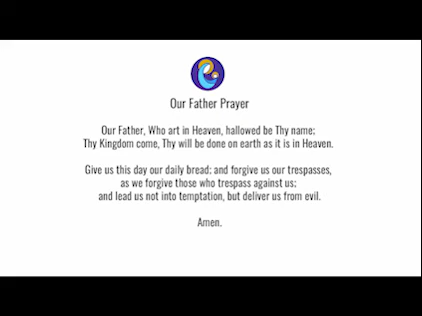 Our Father Prayer
Our Father, Who art in Heaven, hallowed be Thy name;
Thy Kingdom come, Thy will be done on earth as it is in Heaven.
Give us this day our daily bread; and forgive us our trespasses,
as we forgive those who trespass against us;
and lead us not into temptation, but deliver us from evil.
Amen.